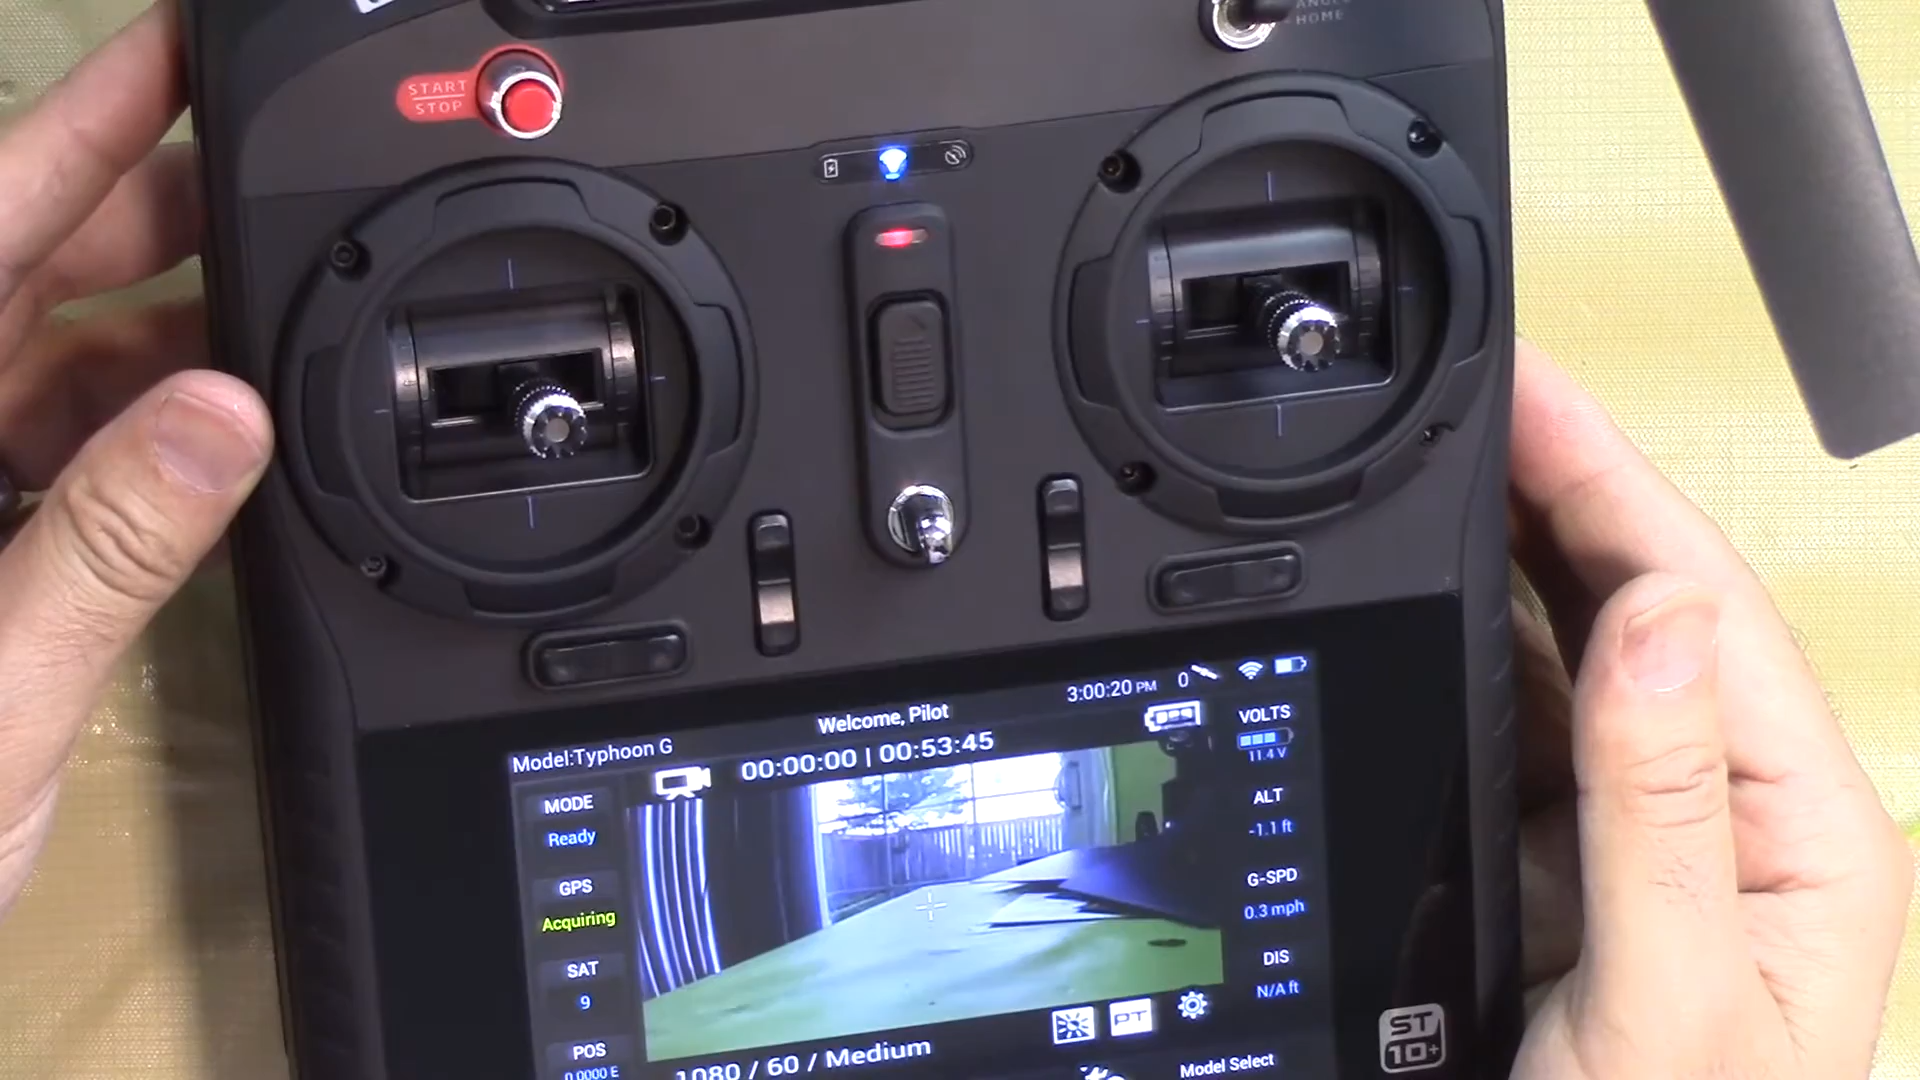 HOME
START
STOP
3:00:20 PM 0
Welcome, Pilot
Model:Typhoon G
00:00:00 | 00:53:45
VOLTS
11.4 V
MODE
Ready
ALT
-1.1 ft
GPS
Acquiring
G-SPD
0.3 mph
SAT
9
DIS
N/A ft
PT
POS
0.0000 E
1080 / 60 / Medium
Model Select
ST
10+